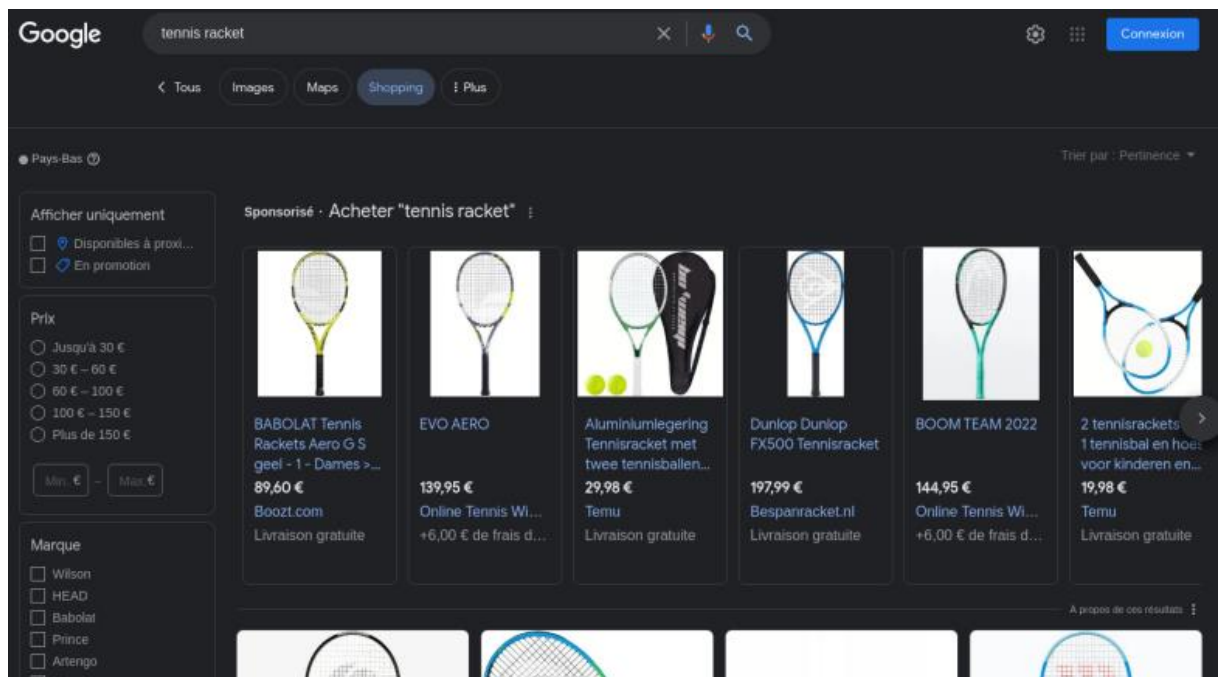 Google
tennis racket
Connexion
Tous
Images
Maps
Shopping
Plus
Pays-Bas
Trier par : Pertinence
Afficher uniquement
Disponibles à proxi...
En promotion
Prix
Jusqu'à 30 €
30 € – 60 €
60 € – 100 €
100 € – 150 €
Plus de 150 €
Min. € – Max. €
Marque
Wilson
HEAD
Babolat
Prince
Artengo
Sponsorisé · Acheter "tennis racket"
BABOLAT Tennis
Rackets Aero G S
geel - 1 - Dames >...
89,60 €
Boozt.com
Livraison gratuite
EVO AERO
139,95 €
Online Tennis Wi...
+6,00 € de frais d...
Aluminiumlegering
Tennisracket met
twee tennisballen...
29,98 €
Temu
Livraison gratuite
Dunlop Dunlop
FX500 Tennisracket
197,99 €
Bespanracket.nl
Livraison gratuite
BOOM TEAM 2022
144,95 €
Online Tennis Wi...
+6,00 € de frais d...
2 tennisrackets
1 tennisbal en hoes
voor kinderen en...
19,98 €
Temu
Livraison gratuite
À propos de ces résultats